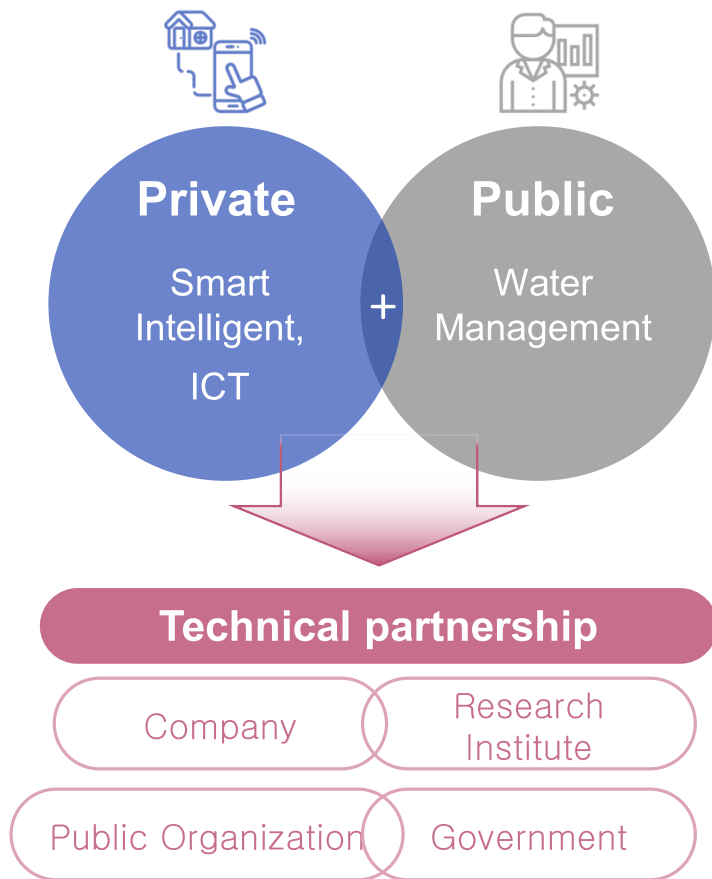 Private
Public
Smart
Intelligent,
ICT
+
Water
Management
Technical partnership
Company
Research
Institute
Public Organization
Government